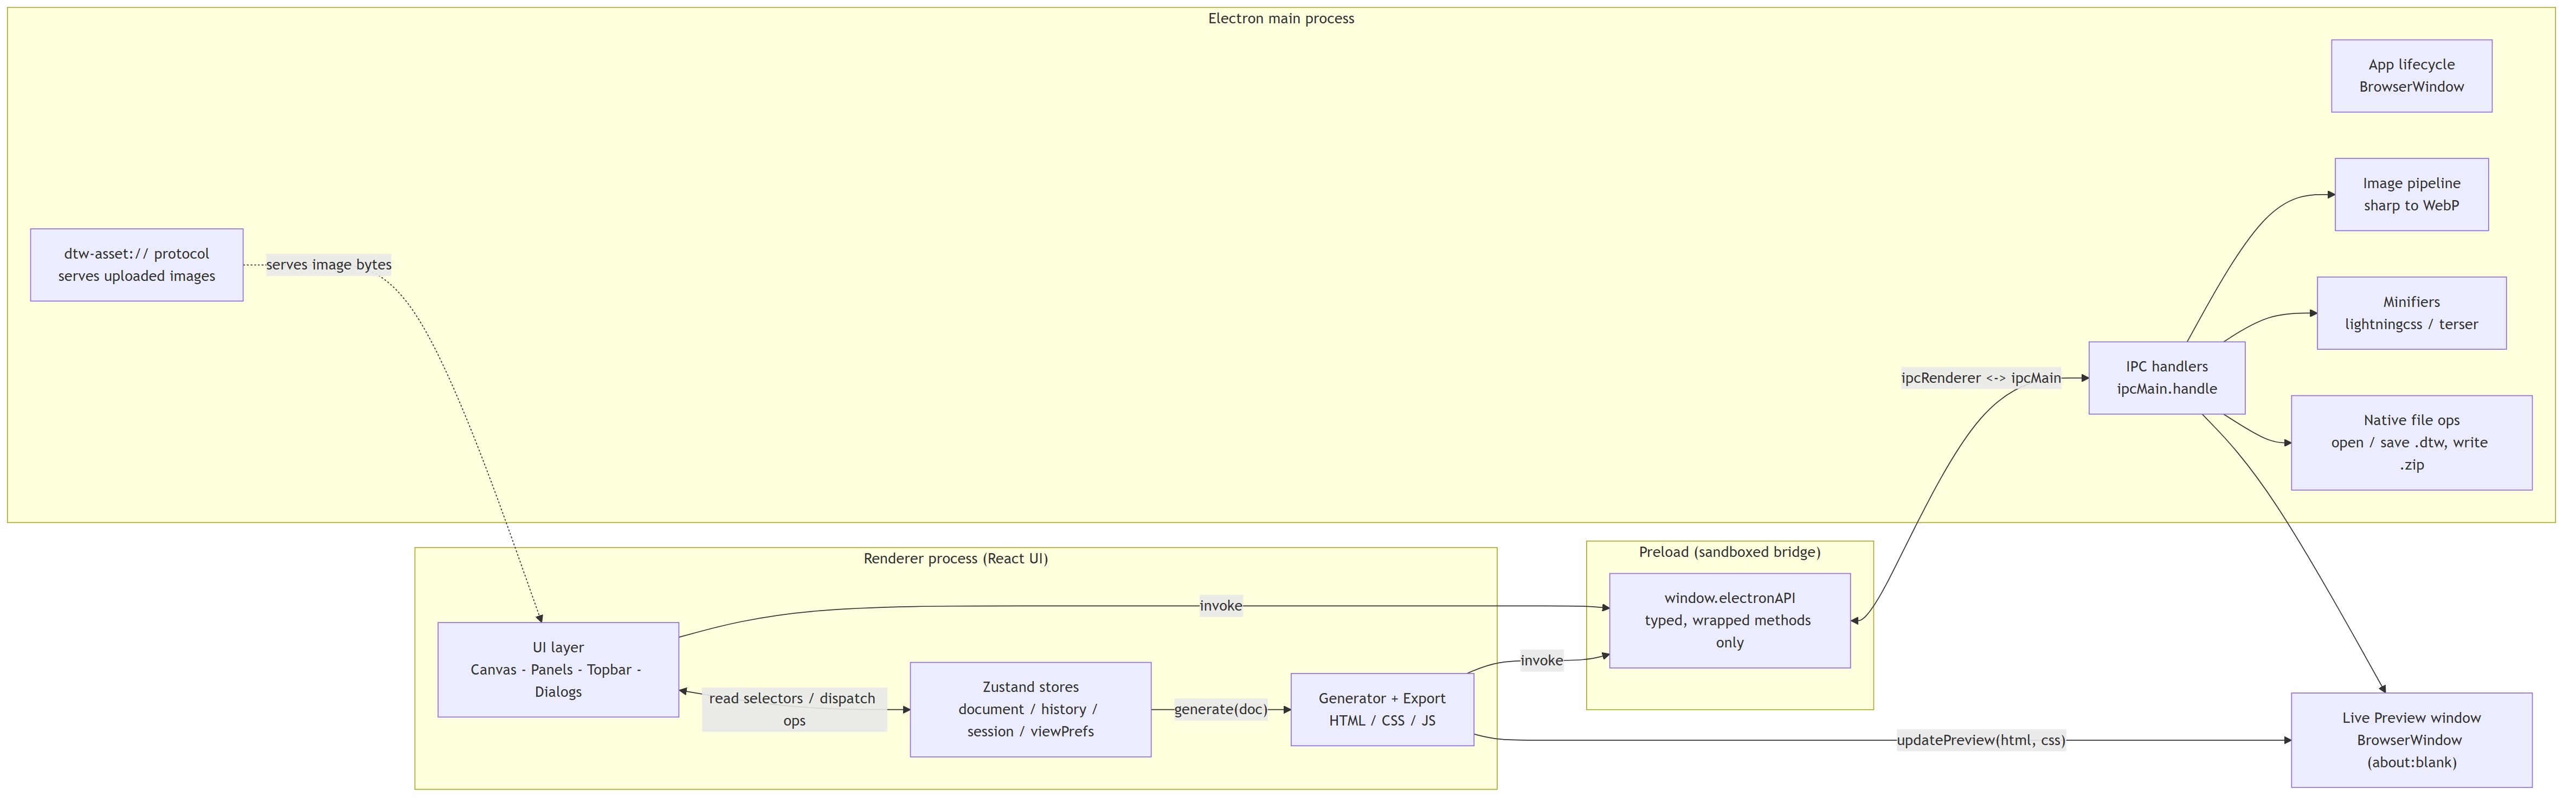 Electron main process
App lifecycle
BrowserWindow
Image pipeline
sharp to WebP
dtw-asset:// protocol
serves uploaded images
serves image bytes
Minifiers
lightningcss / terser
IPC handlers
ipcMain.handle
ipcRenderer <-> ipcMain
Native file ops
open / save .dtw, write
.zip
Renderer process (React UI)
Preload (sandboxed bridge)
window.electronAPI
typed, wrapped methods
only
invoke
UI layer
Canvas - Panels - Topbar -
Dialogs
invoke
read selectors / dispatch
ops
Zustand stores
document / history /
session / viewPrefs
generate(doc)
Generator + Export
HTML / CSS / JS
updatePreview(html, css)
Live Preview window
BrowserWindow
(about:blank)